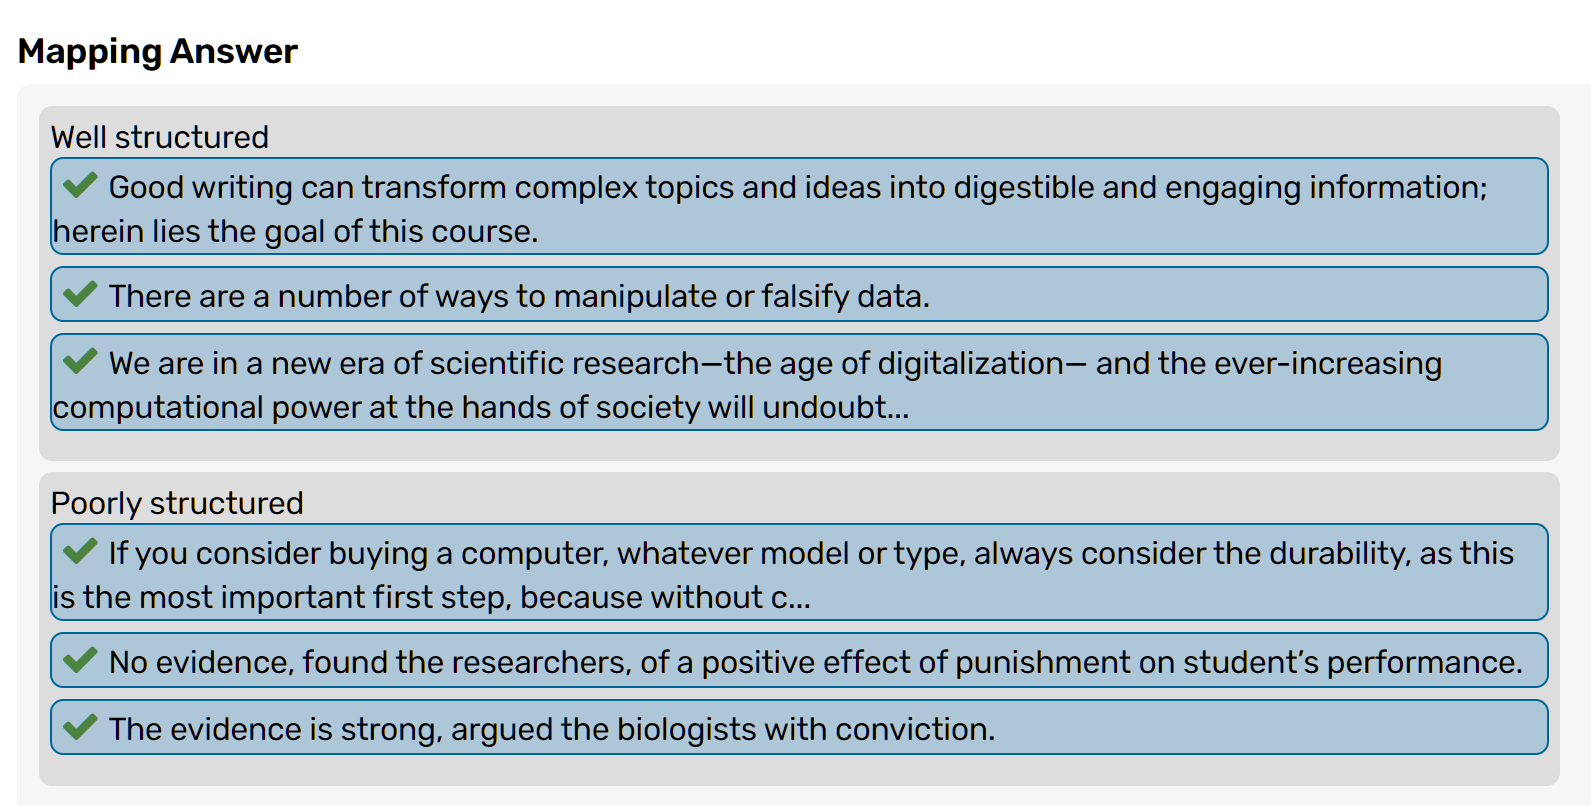 Mapping Answer
Well structured
Good writing can transform complex topics and ideas into digestible and engaging information;
herein lies the goal of this course.
There are a number of ways to manipulate or falsify data.
We are in a new era of scientific research—the age of digitalization— and the ever-increasing
computational power at the hands of society will undoubt...
Poorly structured
If you consider buying a computer, whatever model or type, always consider the durability, as this
is the most important first step, because without c...
No evidence, found the researchers, of a positive effect of punishment on student’s performance.
The evidence is strong, argued the biologists with conviction.